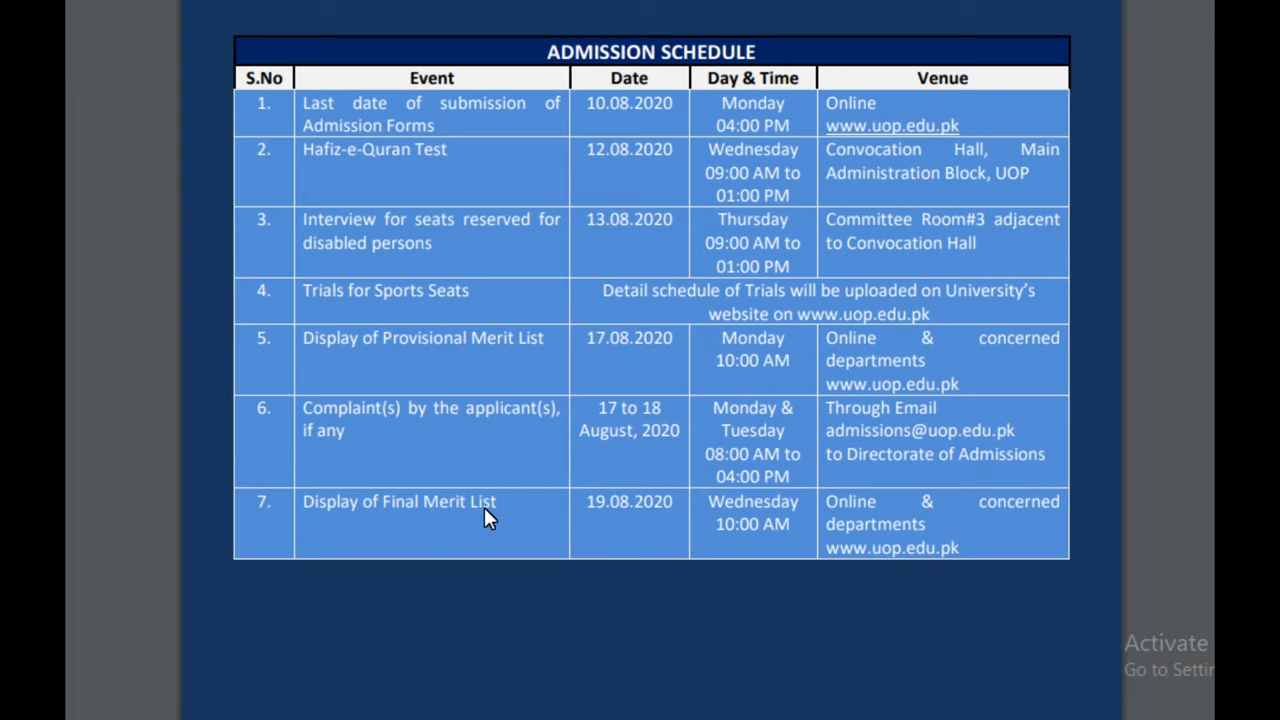 ADMISSION SCHEDULE
S.No Event Date Day & Time Venue
1. Last date of submission of 10.08.2020 Monday Online
Admission Forms 04:00 PM www.uop.edu.pk
2. Hafiz-e-Quran Test 12.08.2020 Wednesday Convocation Hall, Main
09:00 AM to Administration Block, UOP
01:00 PM
3. Interview for seats reserved for 13.08.2020 Thursday Committee Room#3 adjacent
disabled persons 09:00 AM to to Convocation Hall
01:00 PM
4. Trials for Sports Seats Detail schedule of Trials will be uploaded on University's
website on www.uop.edu.pk
5. Display of Provisional Merit List 17.08.2020 Monday Online & concerned
10:00 AM departments
www.uop.edu.pk
6. Complaint(s) by the applicant(s), 17 to 18 Monday & Through Email
if any August, 2020 Tuesday admissions@uop.edu.pk
08:00 AM to to Directorate of Admissions
04:00 PM
7. Display of Final Merit List 19.08.2020 Wednesday Online & concerned
10:00 AM departments
www.uop.edu.pk
Activate
Go to